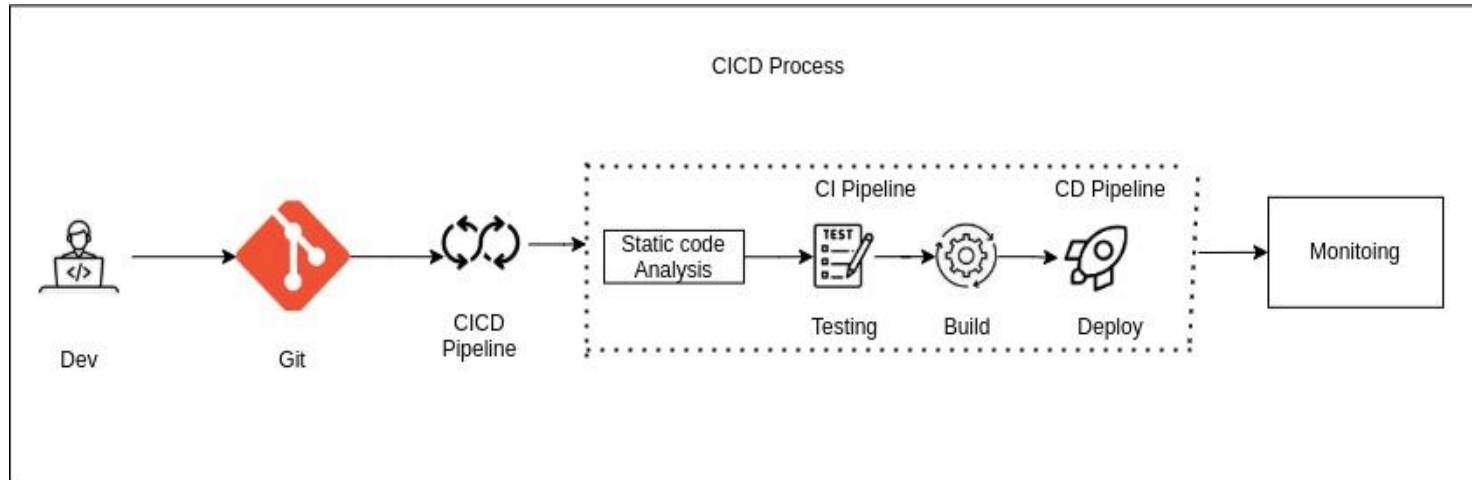 CICD Process
CI Pipeline
CD Pipeline
</>
Static code
Analysis
TEST
Monitoing
Dev
Git
CICD
Pipeline
Testing
Build
Deploy